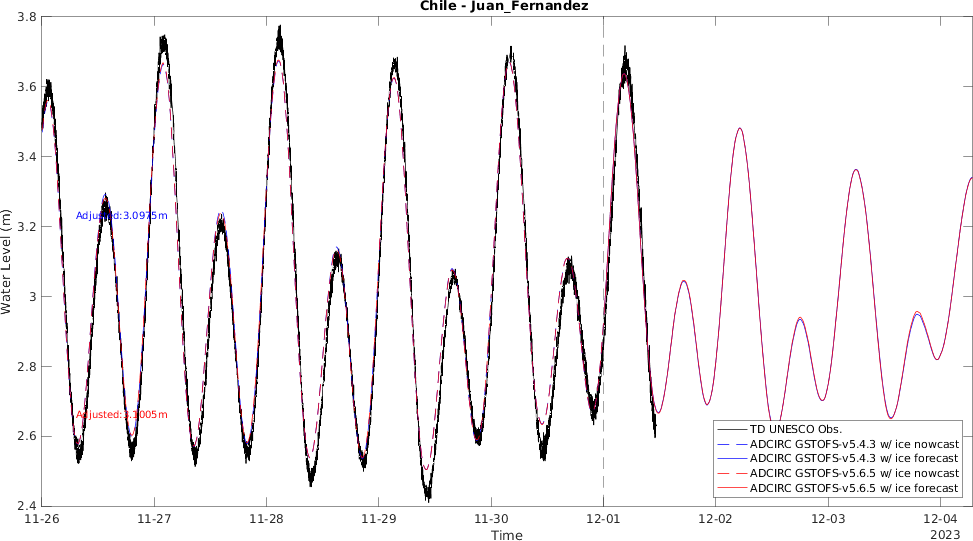 Chile - Juan_Fernandez
3.8
3.6
3.4
3.2
3
2.8
2.6
2.4
Water Level (m)
Adjusted:3.0975m
Adjusted:3.1005m
TD UNESCO Obs.
ADCIRC GSTOFS-v5.4.3 w/ ice nowcast
ADCIRC GSTOFS-v5.4.3 w/ ice forecast
ADCIRC GSTOFS-v5.6.5 w/ ice nowcast
ADCIRC GSTOFS-v5.6.5 w/ ice forecast
11-26 11-27 11-28 11-29 11-30 12-01 12-02 12-03 12-04
Time
2023